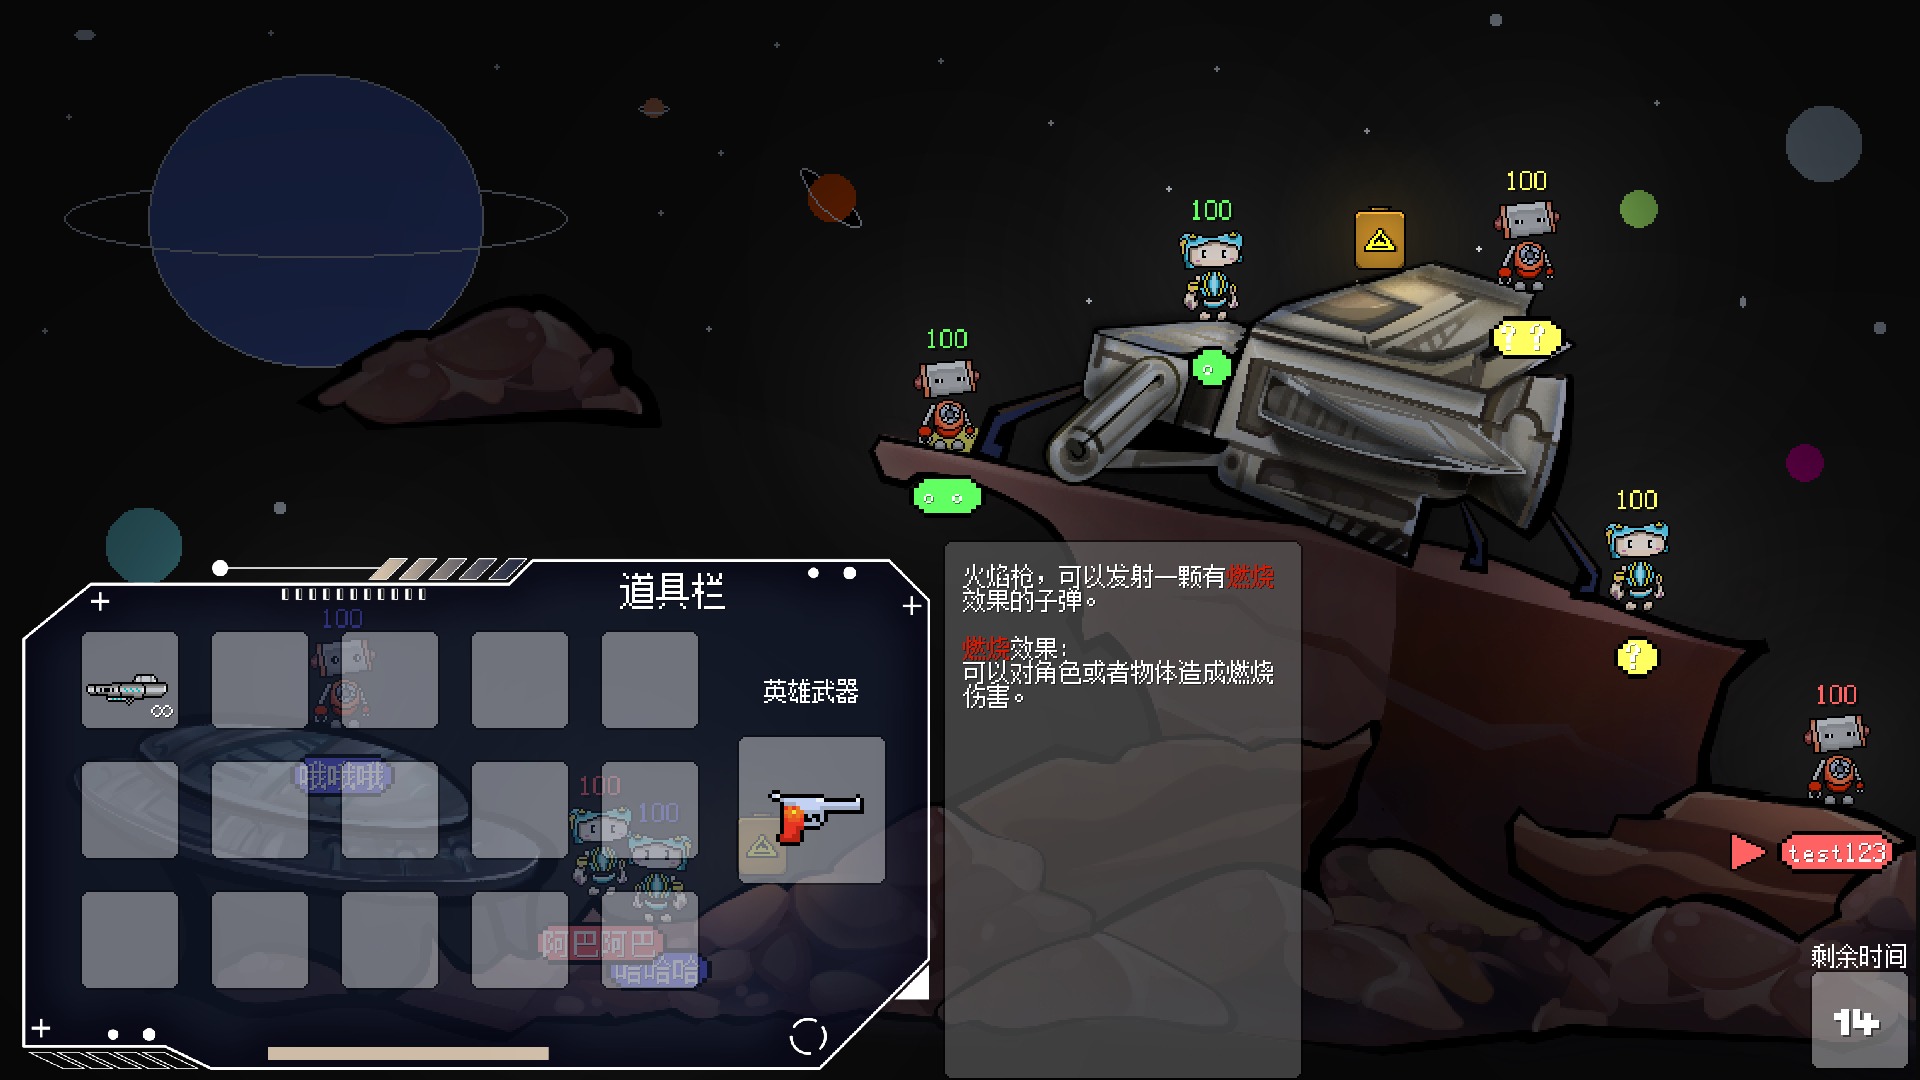 100
100
100
? ?
100
100
?
道具栏
100
英雄武器
∞
哦哦哦
100
100
阿巴阿巴
哈哈哈
火焰枪，可以发射一颗有燃烧
效果的子弹。
燃烧效果：
可以对角色或者物体造成燃烧
伤害。
100
test123
剩余时间
14